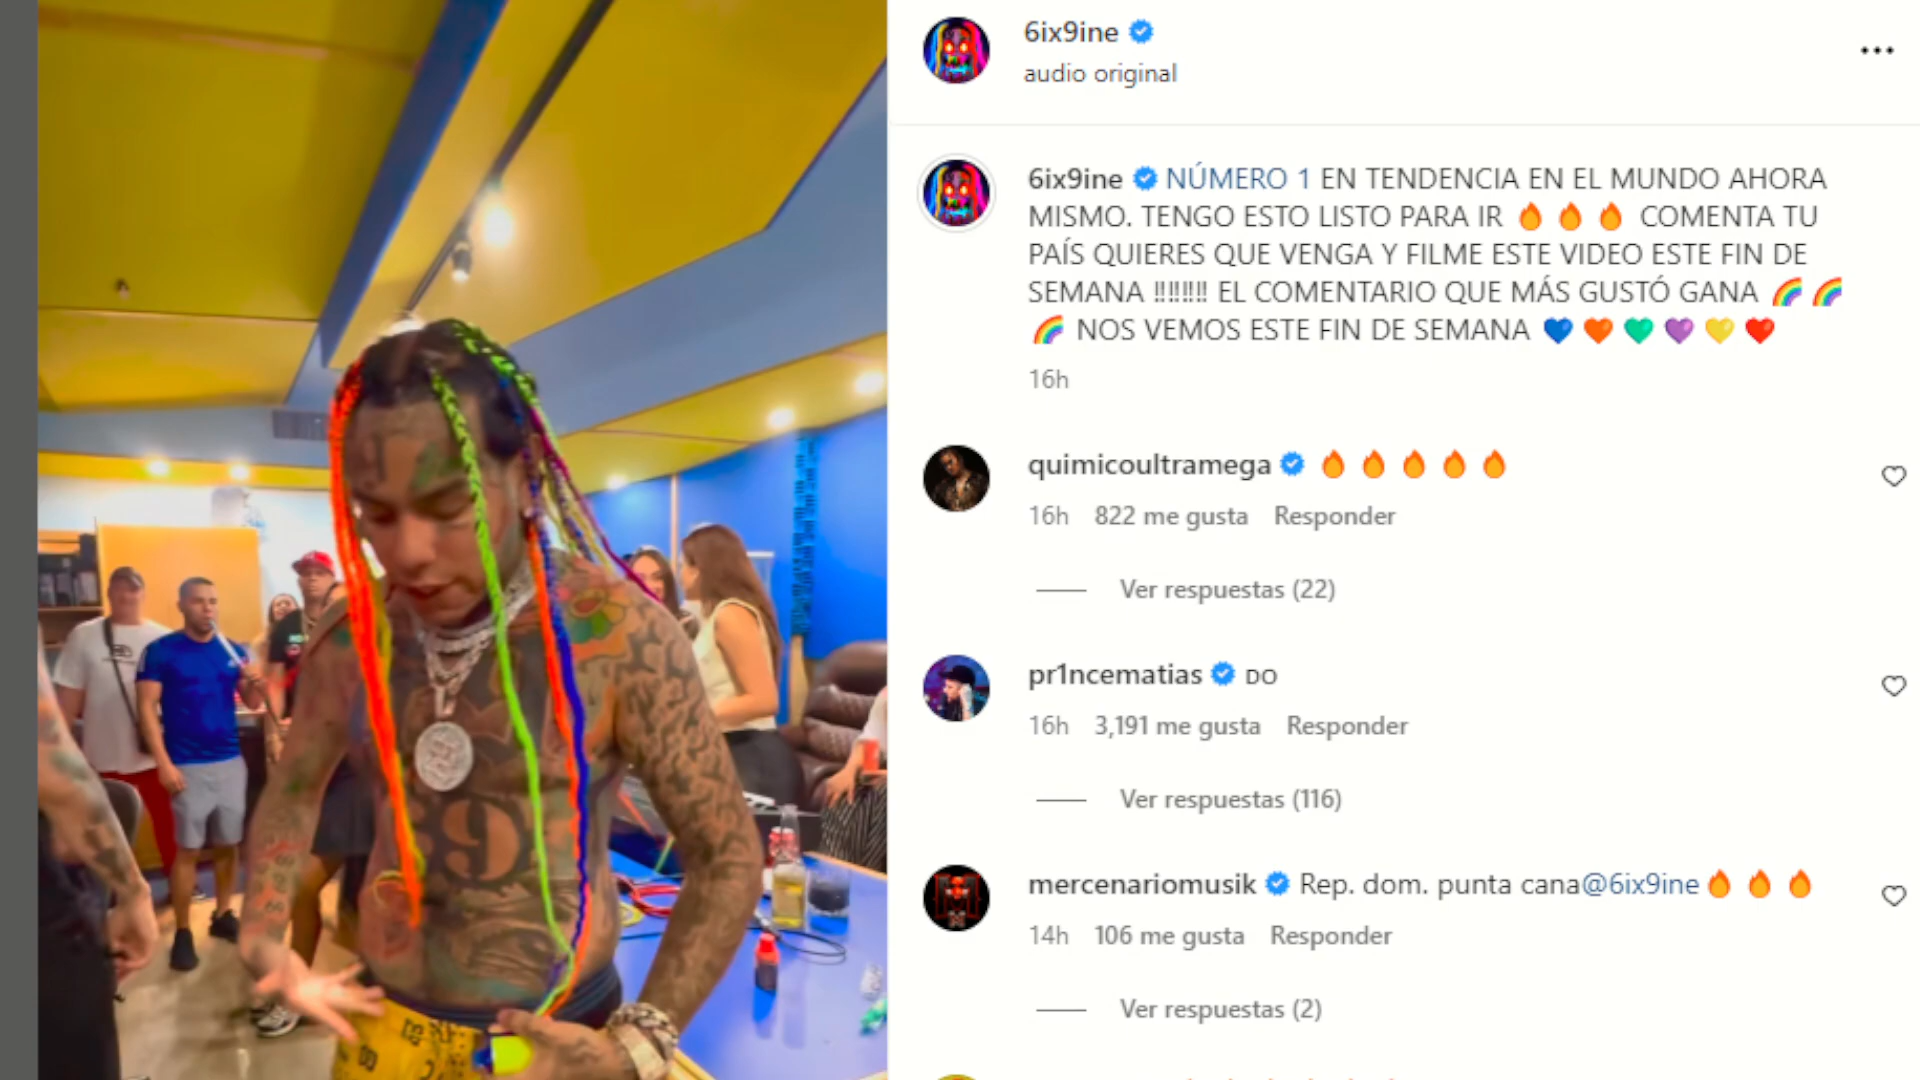 6ix9ine
audio original
6ix9ine NÚMERO 1 EN TENDENCIA EN EL MUNDO AHORA
MISMO. TENGO ESTO LISTO PARA IR 🔥 🔥 🔥 COMENTA TU
PAÍS QUIERES QUE VENGA Y FILME ESTE VIDEO ESTE FIN DE
SEMANA ‼️‼️‼️‼️ EL COMENTARIO QUE MÁS GUSTÓ GANA 🌈 🌈
🌈 NOS VEMOS ESTE FIN DE SEMANA 💙 🧡 💚 💜 💛 ❤️
16h
quimicoultramega 🔥 🔥 🔥 🔥 🔥
16h 822 me gusta Responder
Ver respuestas (22)
pr1ncematias DO
16h 3,191 me gusta Responder
Ver respuestas (116)
mercenariomusik Rep. dom. punta cana@6ix9ine 🔥 🔥 🔥
14h 106 me gusta Responder
Ver respuestas (2)
69